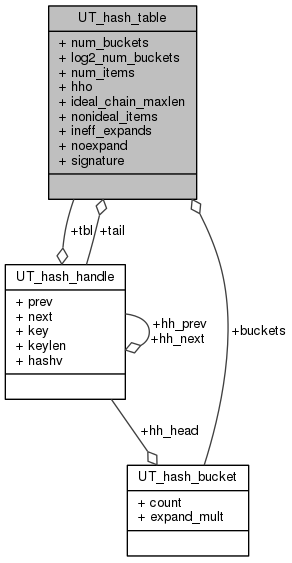 UT_hash_table
+ num_buckets
+ log2_num_buckets
+ num_items
+ hho
+ ideal_chain_maxlen
+ nonideal_items
+ ineff_expands
+ noexpand
+ signature
+tbl
+tail
UT_hash_handle
+ prev
+ next
+ key
+ keylen
+ hashv
+hh_prev
+hh_next
+buckets
+hh_head
UT_hash_bucket
+ count
+ expand_mult